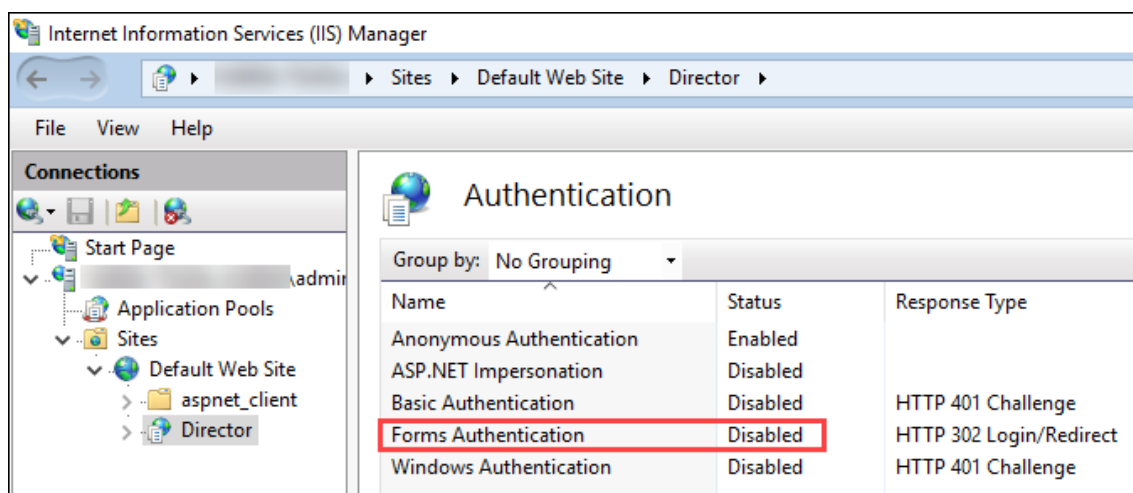 Internet Information Services (IIS) Manager
Sites Default Web Site Director
File View Help
Connections
Start Page
\admin
Application Pools
Sites
Default Web Site
aspnet_client
Director
Authentication
Group by: No Grouping
Name Status Response Type
Anonymous Authentication Enabled
ASP.NET Impersonation Disabled
Basic Authentication Disabled HTTP 401 Challenge
Forms Authentication Disabled HTTP 302 Login/Redirect
Windows Authentication Disabled HTTP 401 Challenge